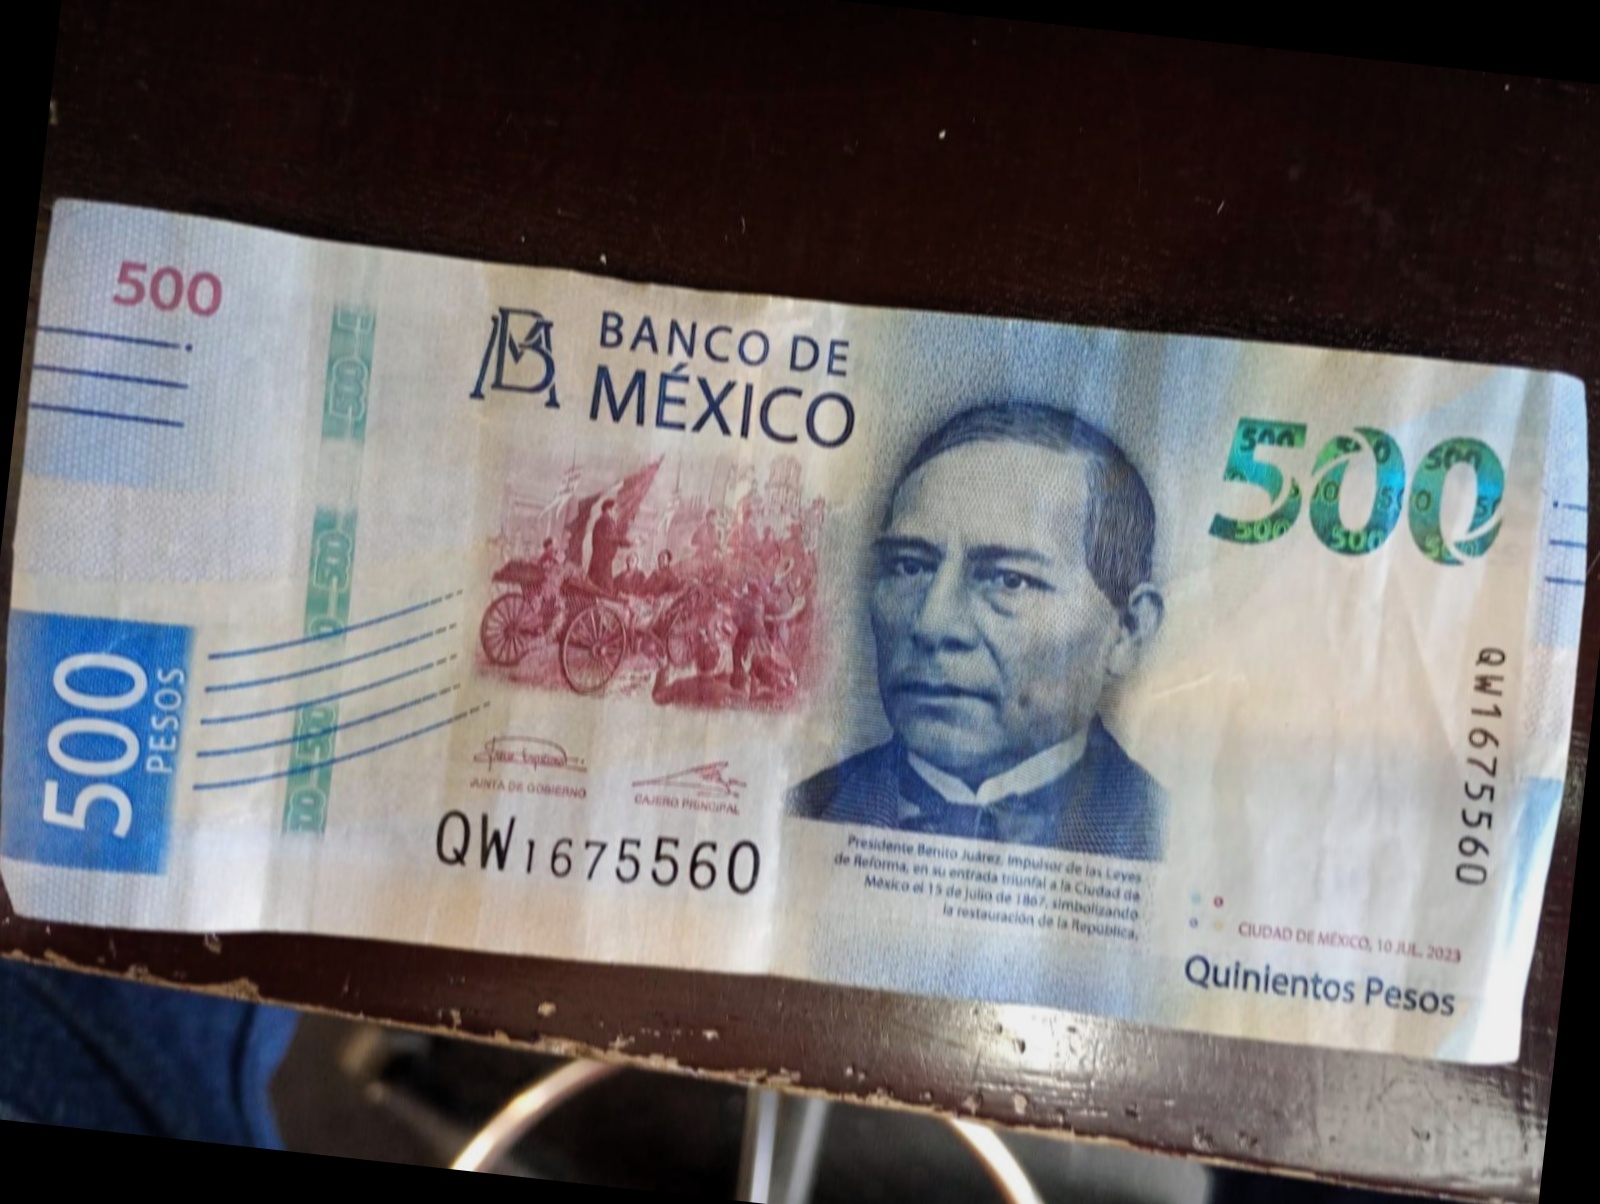 500
BANCO DE
MÉXICO
500
500
PESOS
JUNTA DE GOBIERNO
CAJERO PRINCIPAL
QW1675560
QW1675560
Presidente Benito Juárez, impulsor de las Leyes
de Reforma, en su entrada triunfal a la Ciudad de
México el 15 de julio de 1867, simbolizando
la restauración de la República.
CIUDAD DE MÉXICO, 10 JUL. 2023
Quinientos Pesos